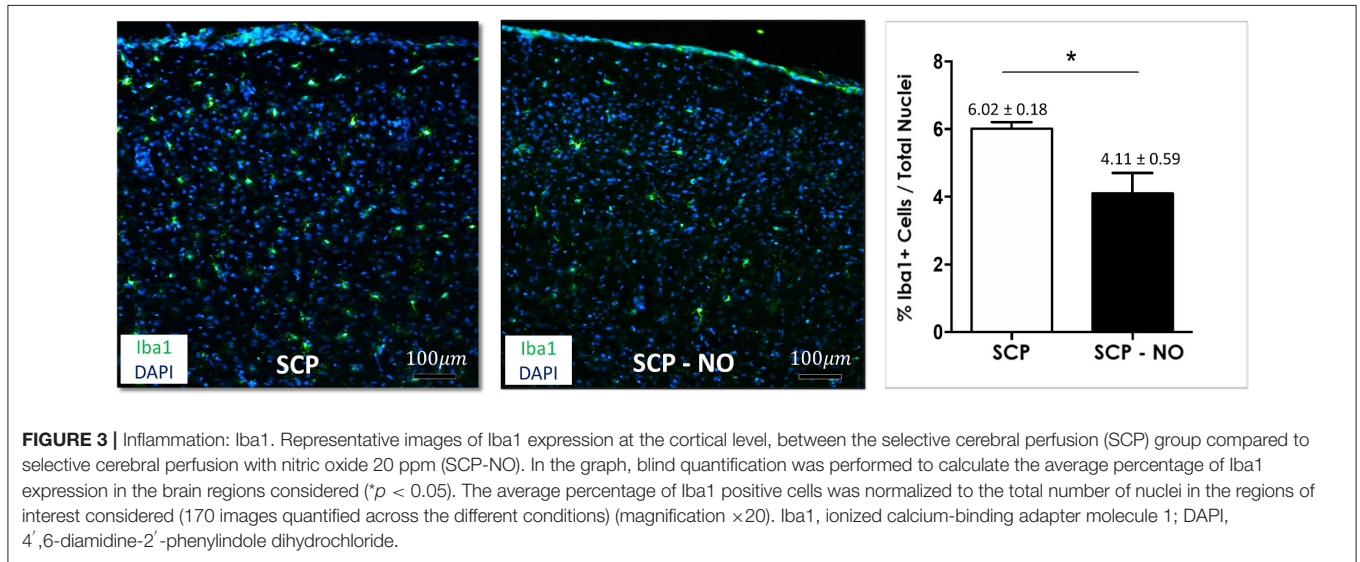 Iba1
DAPI
SCP
100μm
Iba1
DAPI
SCP - NO
100μm
*
8
6
4
2
0
% Iba1+ Cells / Total Nuclei
6.02 ± 0.18
4.11 ± 0.59
SCP
SCP - NO
FIGURE 3 | Inflammation: Iba1. Representative images of Iba1 expression at the cortical level, between the selective cerebral perfusion (SCP) group compared to
selective cerebral perfusion with nitric oxide 20 ppm (SCP-NO). In the graph, blind quantification was performed to calculate the average percentage of Iba1
expression in the brain regions considered (*p < 0.05). The average percentage of Iba1 positive cells was normalized to the total number of nuclei in the regions of
interest considered (170 images quantified across the different conditions) (magnification ×20). Iba1, ionized calcium-binding adapter molecule 1; DAPI,
4′,6-diamidine-2′-phenylindole dihydrochloride.